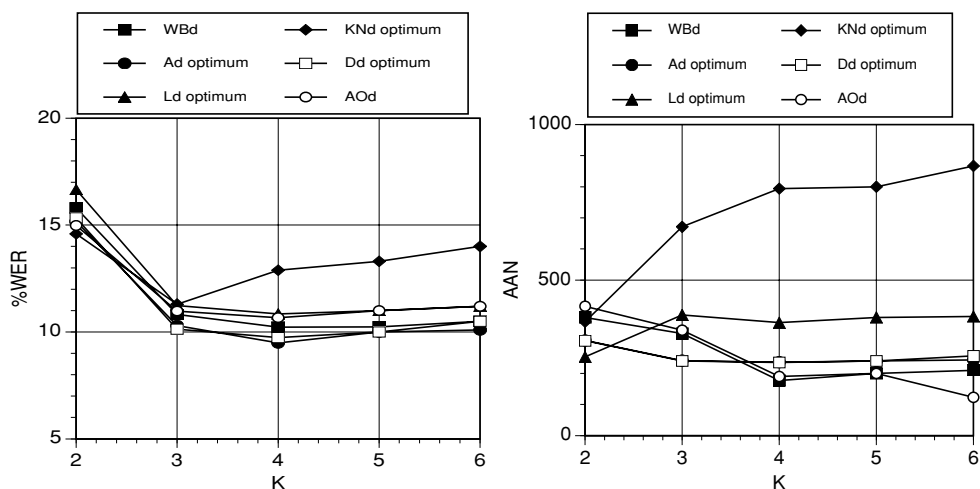 WBd KNd optimum
Ad optimum Dd optimum
Ld optimum AOd
20
15
10
5
%WER
2 3 4 5 6
K
WBd KNd optimum
Ad optimum Dd optimum
Ld optimum AOd
1000
500
0
AAN
2 3 4 5 6
K